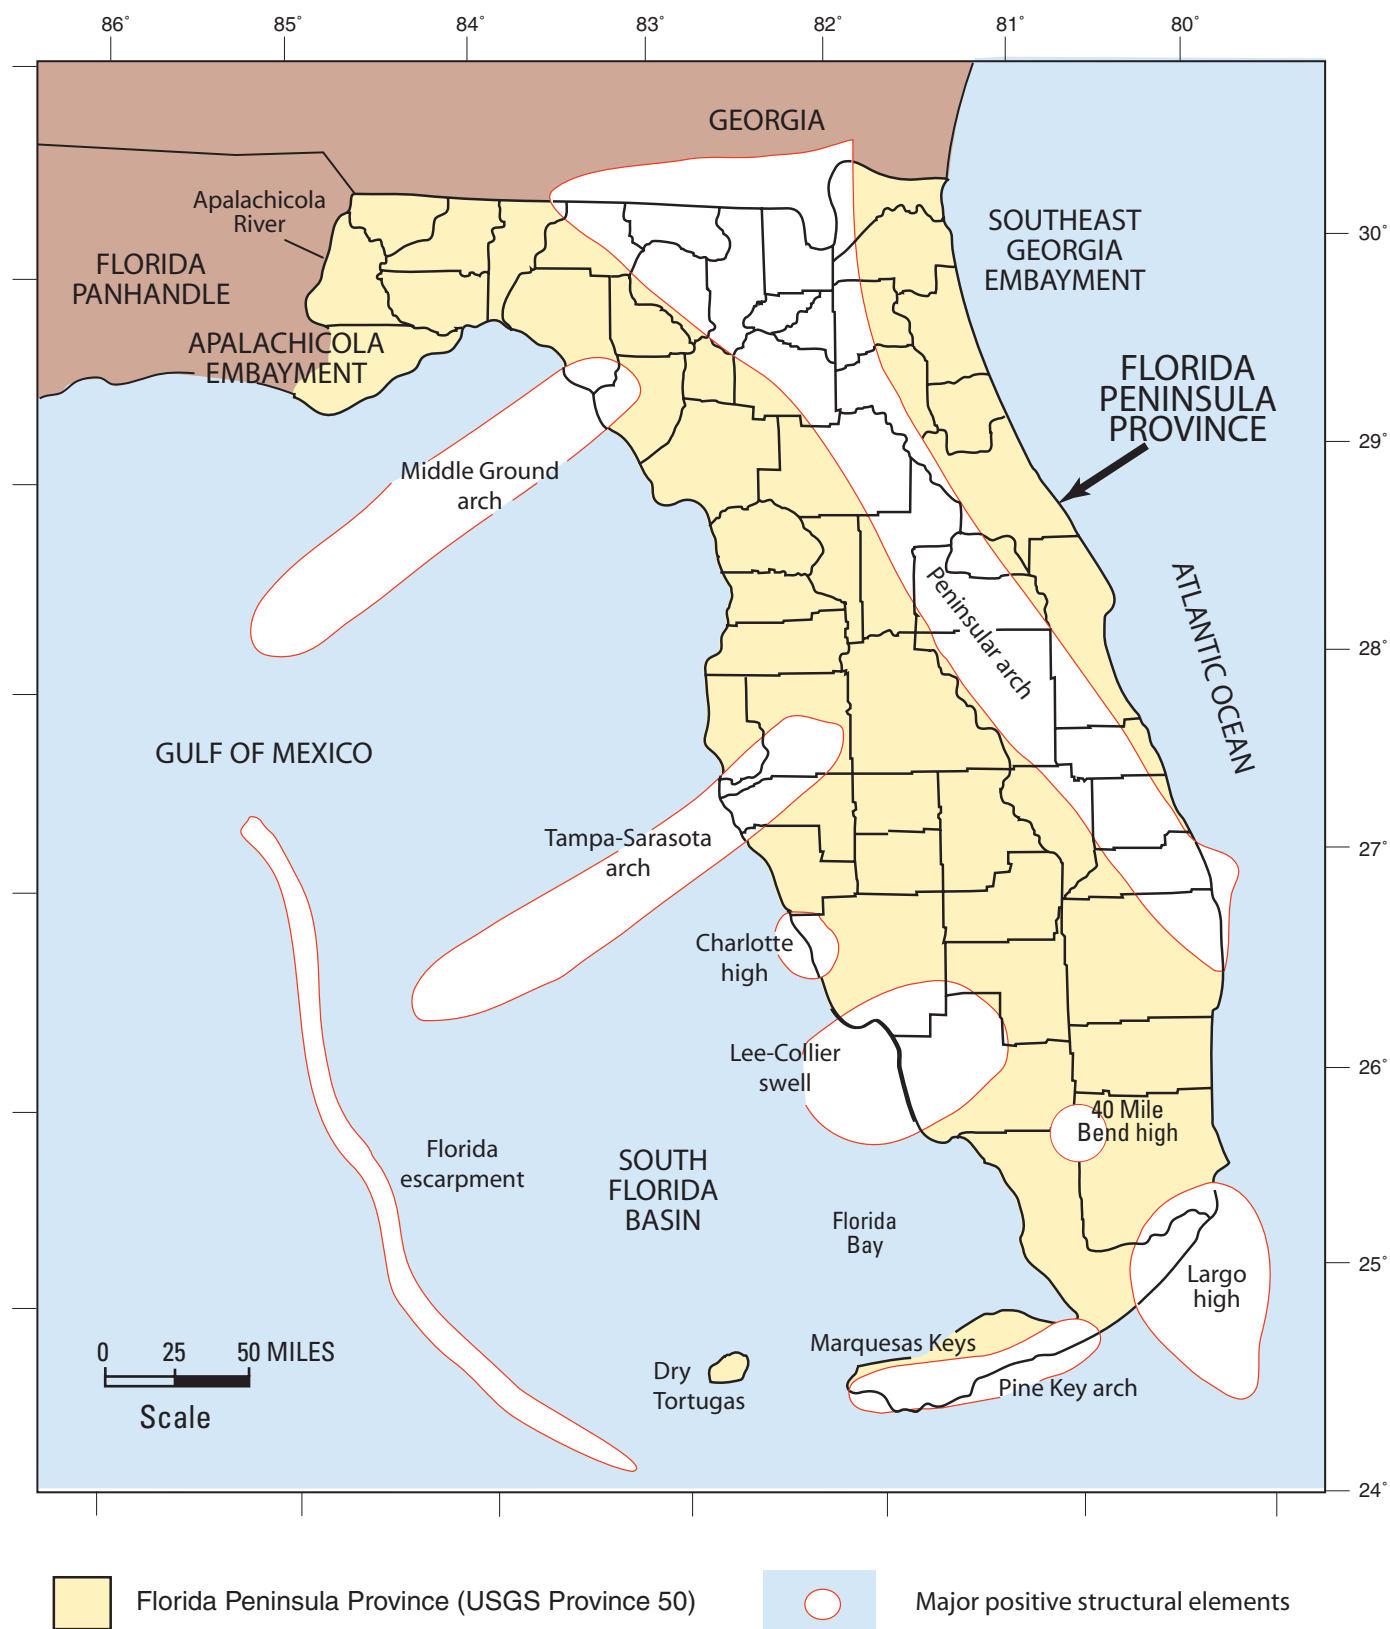 86° 85° 84° 83° 82° 81° 80°
GEORGIA
Apalachicola
River
SOUTHEAST
GEORGIA
EMBAYMENT
30°
FLORIDA
PANHANDLE
APALACHICOLA
EMBAYMENT
FLORIDA
PENINSULA
PROVINCE
29°
Middle Ground
arch
ATLANTIC OCEAN
Peninsular arch
28°
GULF OF MEXICO
Tampa-Sarasota
arch
27°
Charlotte
high
Lee-Collier
swell
26°
40 Mile
Bend high
Florida
escarpment
SOUTH
FLORIDA
BASIN
Florida
Bay
25°
Largo
high
Marquesas Keys
0 25 50 MILES
Scale
Dry
Tortugas
Pine Key arch
24°
Florida Peninsula Province (USGS Province 50)
Major positive structural elements